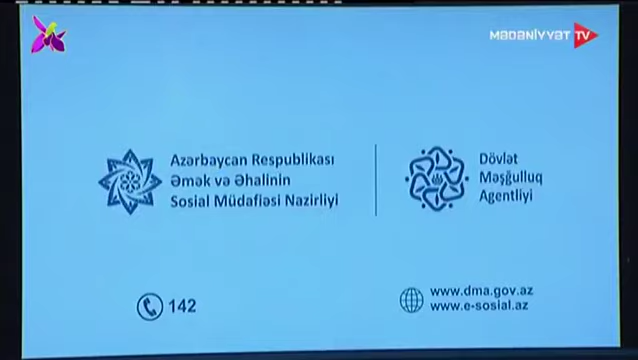 MƏDƏNİYYƏT TV
Azərbaycan Respublikası
Əmək və Əhalinin
Sosial Müdafiəsi Nazirliyi
Dövlət
Məşğulluq
Agentliyi
142
www.dma.gov.az
www.e-sosial.az